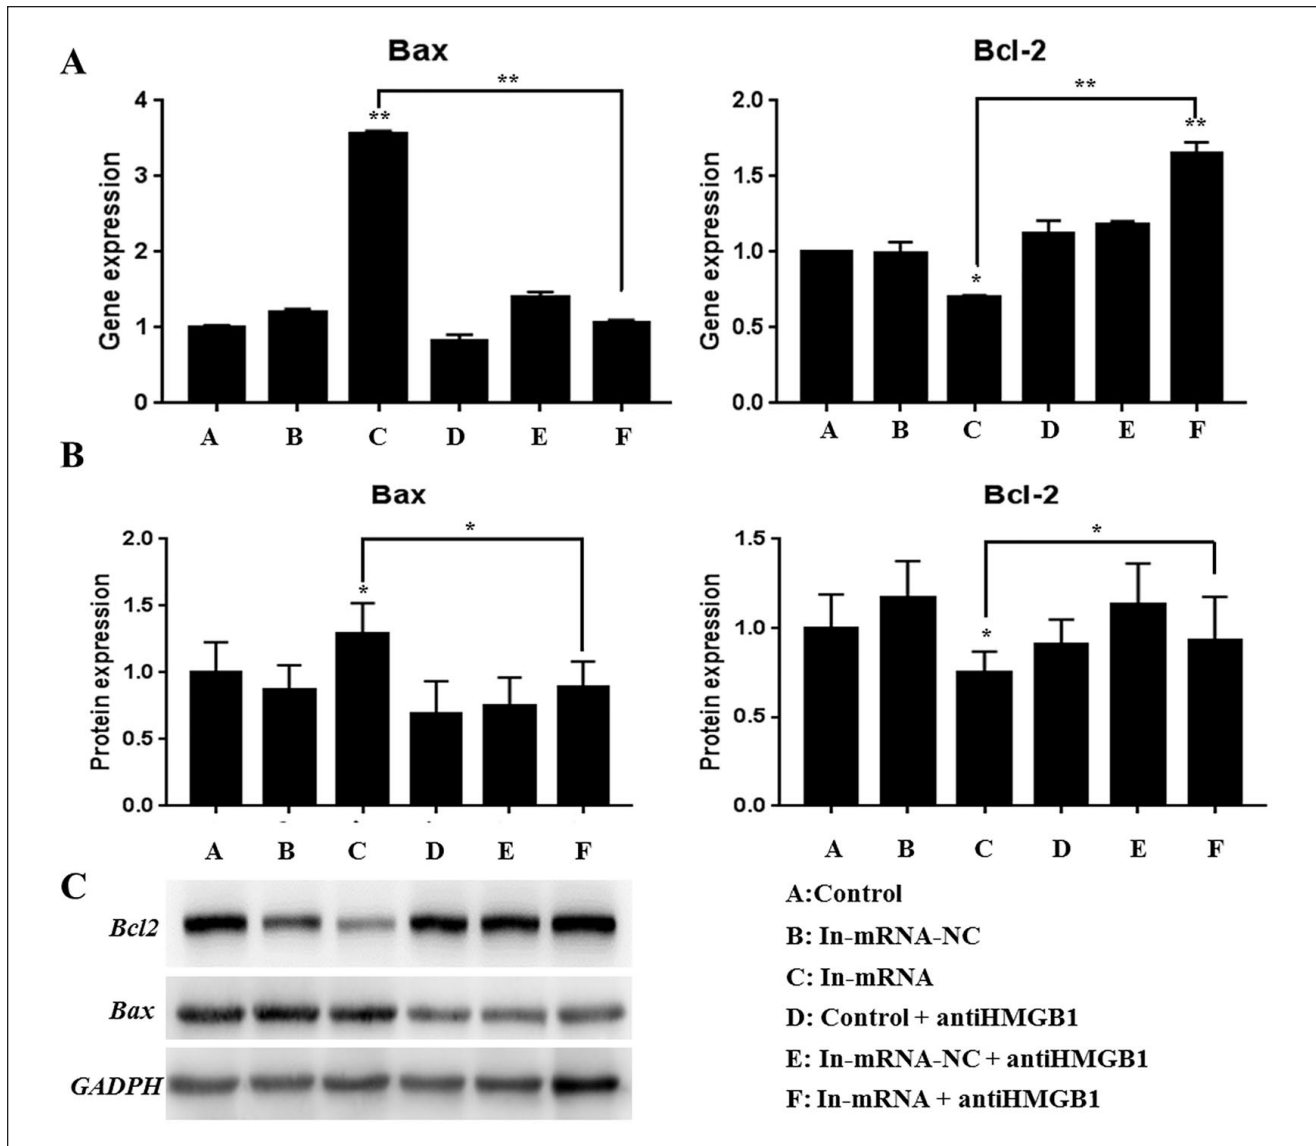 A
Bax
Bcl-2
**
**
4
3
2
1
0
Gene expression
A B C D E F
**
**
2.0
1.5
1.0
0.5
0.0
Gene expression
*
A B C D E F
B
Bax
Bcl-2
*
*
2.0
1.5
1.0
0.5
0.0
Protein expression
A B C D E F
*
*
1.5
1.0
0.5
0.0
Protein expression
A B C D E F
C
Bcl2
Bax
GADPH
A:Control
B: In-mRNA-NC
C: In-mRNA
D: Control + antiHMGB1
E: In-mRNA-NC + antiHMGB1
F: In-mRNA + antiHMGB1